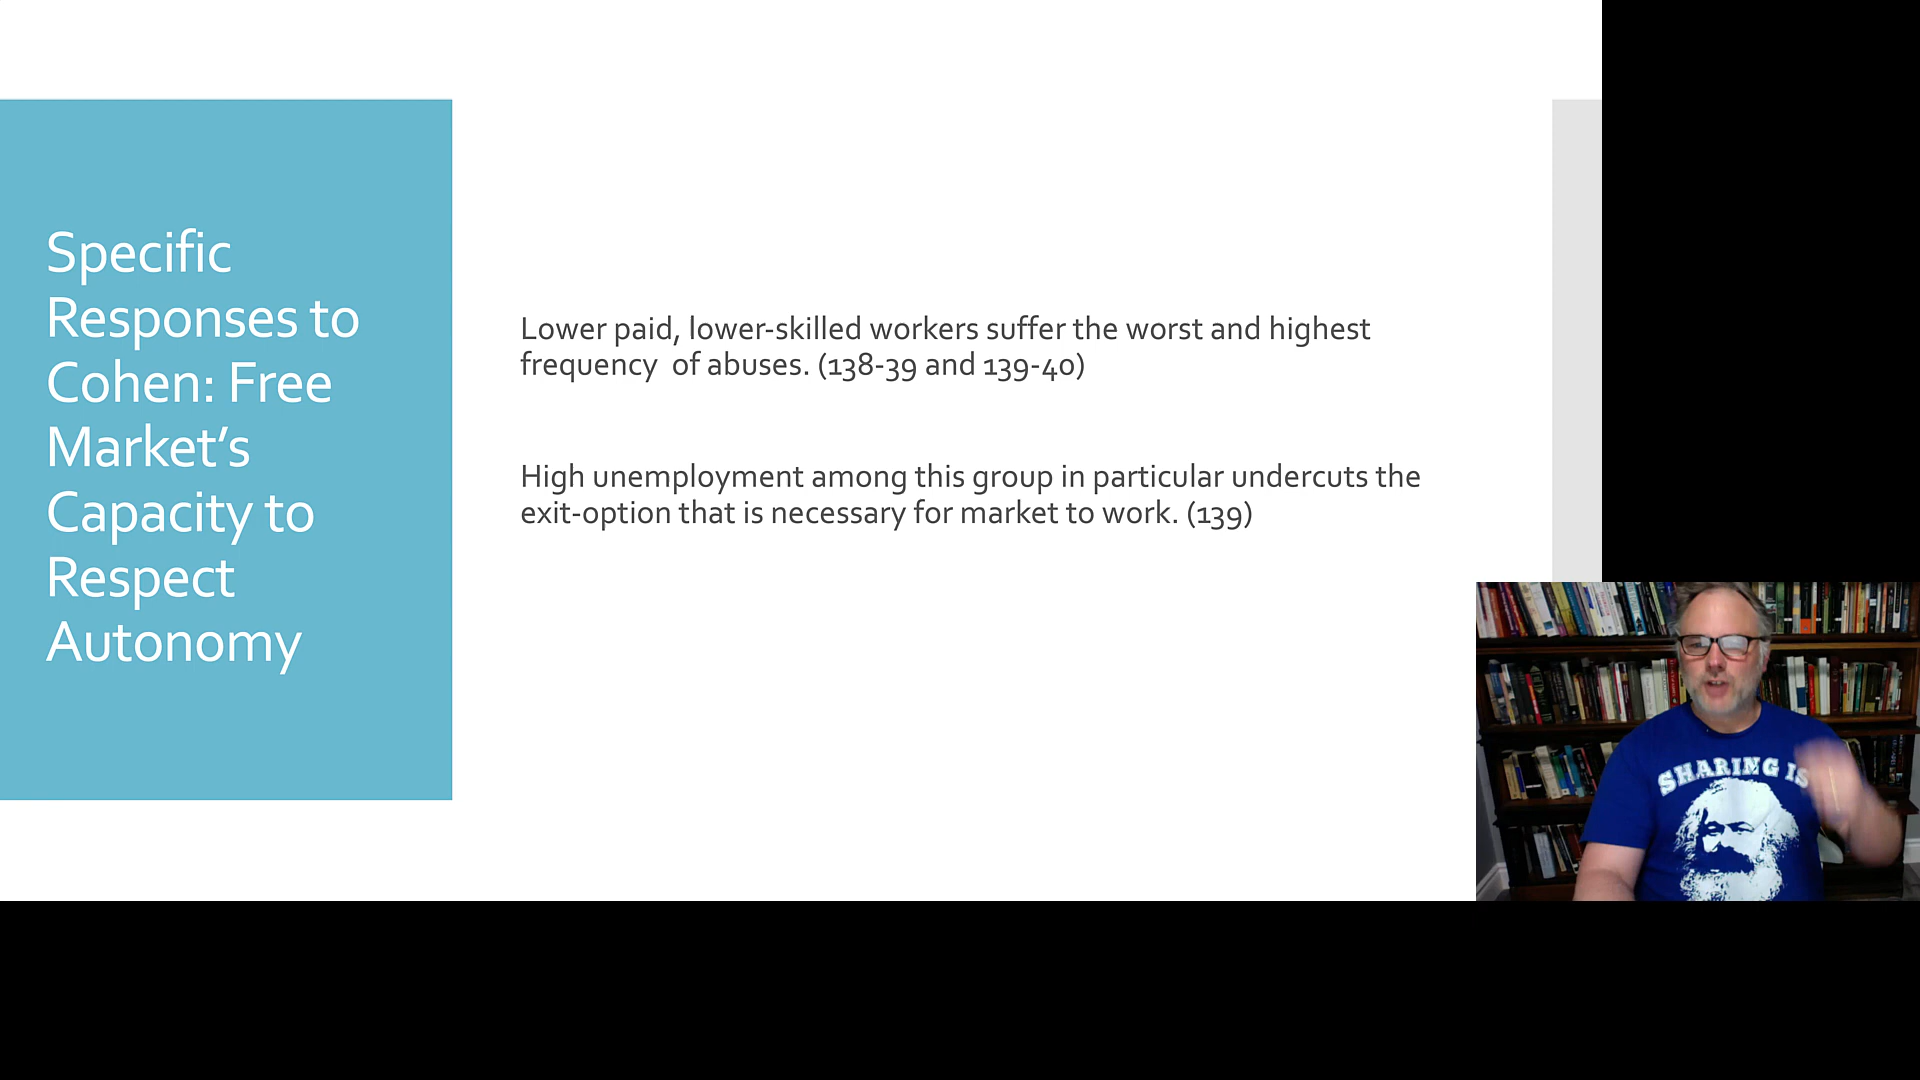 Specific
Responses to
Cohen: Free
Market’s
Capacity to
Respect
Autonomy
Lower paid, lower-skilled workers suffer the worst and highest
frequency  of abuses. (138-39 and 139-40)
High unemployment among this group in particular undercuts the
exit-option that is necessary for market to work. (139)
SHARING IS